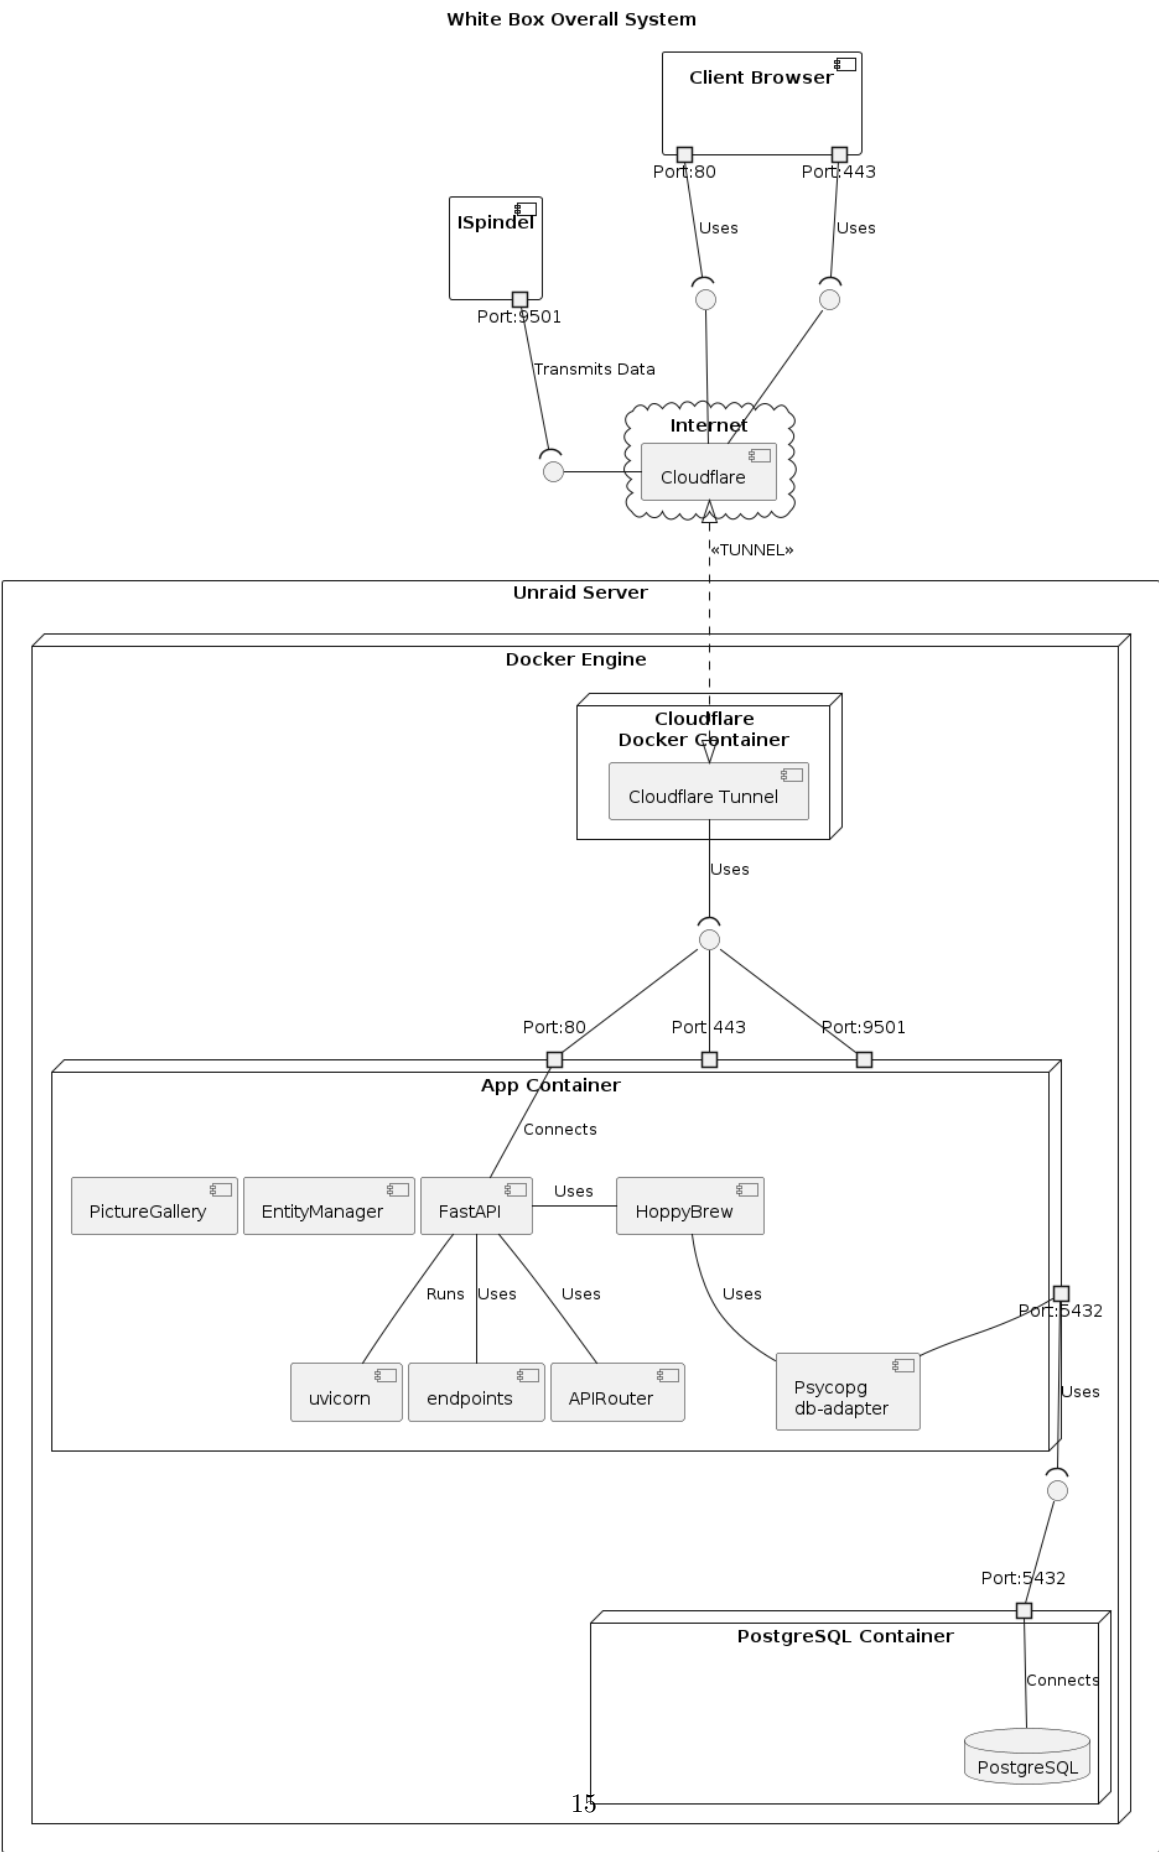 White Box Overall System
Client Browser
Port:80
Port:443
Uses
Uses
ISpindel
Port:9501
Transmits Data
Internet
Cloudflare
«TUNNEL»
Unraid Server
Docker Engine
Cloudflare
Docker Container
Cloudflare Tunnel
Uses
Port:80
Port:443
Port:9501
App Container
Connects
PictureGallery
EntityManager
FastAPI
Uses
HoppyBrew
Runs
Uses
Uses
Uses
Port:5432
uvicorn
endpoints
APIRouter
Psycopg
db-adapter
Uses
Port:5432
PostgreSQL Container
Connects
PostgreSQL
15